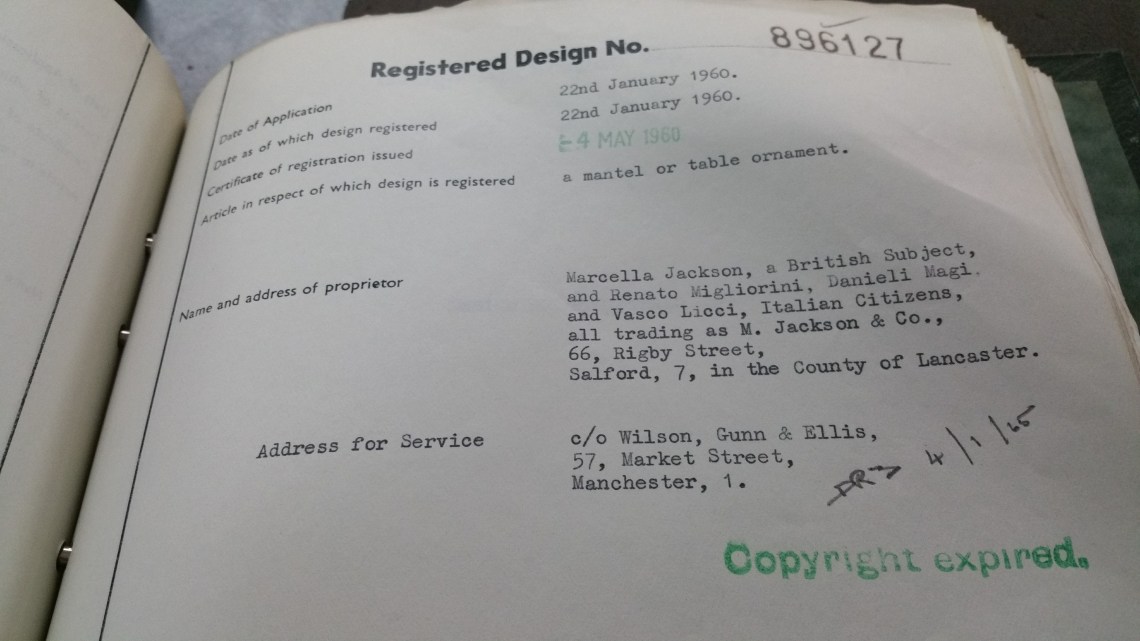 Registered Design No. 896127
Date of Application 22nd January 1960.
Date as of which design registered 22nd January 1960.
Certificate of registration issued -4 MAY 1960
Article in respect of which design is registered a mantel or table ornament.
Name and address of proprietor Marcella Jackson, a British Subject,
and Renato Migliorini, Danieli Magi
and Vasco Licci, Italian Citizens,
all trading as M. Jackson & Co.,
66, Rigby Street,
Salford, 7, in the County of Lancaster.
Address for Service c/o Wilson, Gunn & Ellis,
57, Market Street,
Manchester, 1.
4/1/65
Copyright expired.